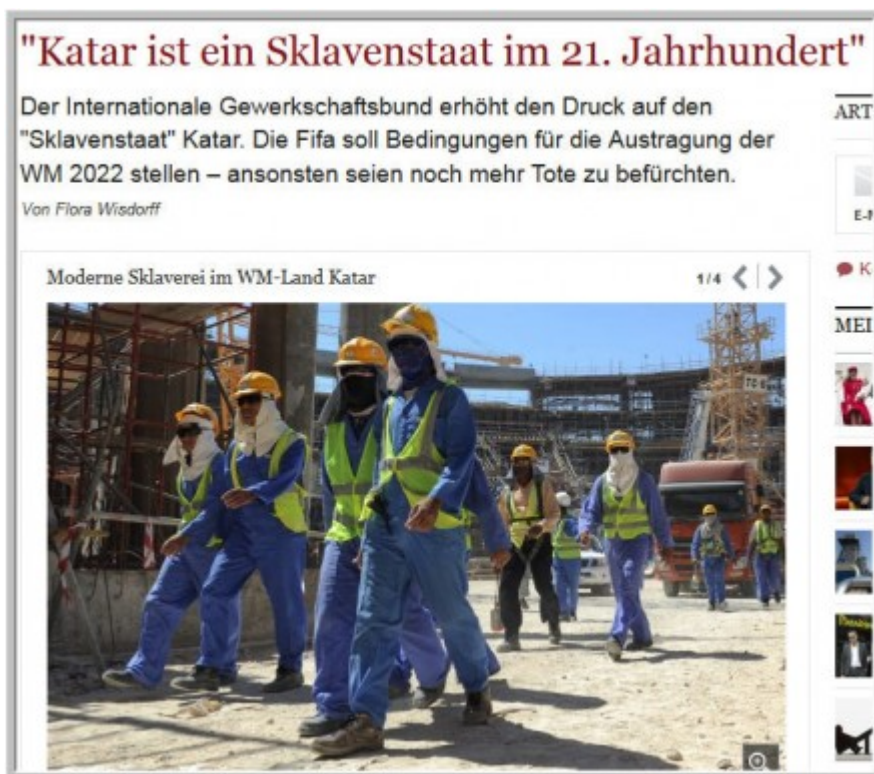 "Katar ist ein Sklavenstaat im 21. Jahrhundert"
Der Internationale Gewerkschaftsbund erhöht den Druck auf den
"Sklavenstaat" Katar. Die Fifa soll Bedingungen für die Austragung der
WM 2022 stellen – ansonsten seien noch mehr Tote zu befürchten.
Von Flora Wisdorff
Moderne Sklaverei im WM-Land Katar
1/4
ART
E-M
K
MEI